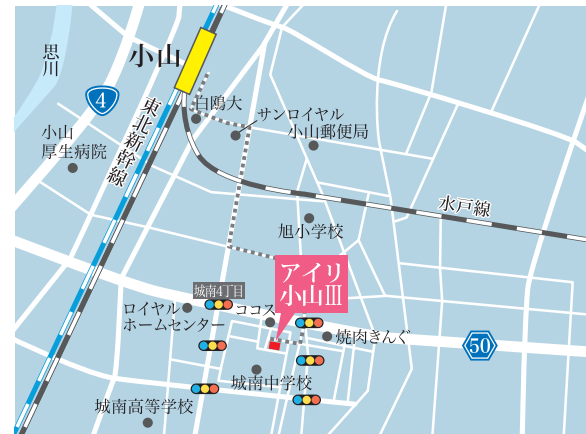 思川
小山
4
白鴎大
サンロイヤル
小山郵便局
小山
厚生病院
東北新幹線
水戸線
旭小学校
アイリ
小山Ⅲ
城南4丁目
ロイヤル
ホームセンター
ココス
焼肉きんぐ
50
城南中学校
城南高等学校